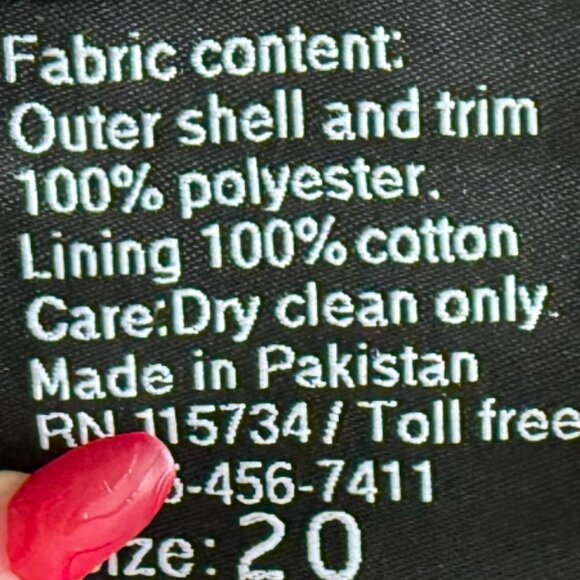 Fabric content:
Outer shell and trim
100% polyester.
Lining 100% cotton
Care:Dry clean only.
Made in Pakistan
RN 115734 / Toll free
-456-7411
ize: 20